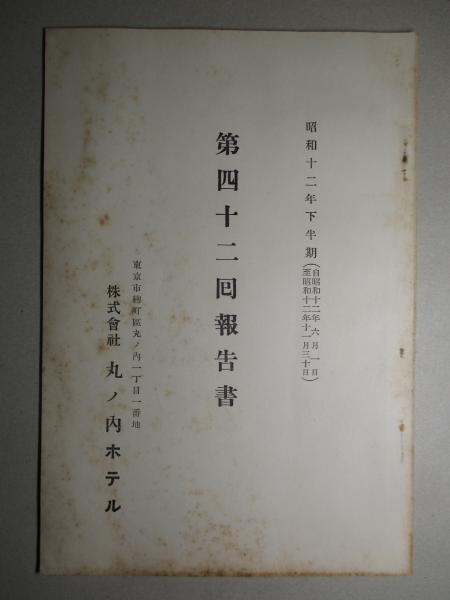 昭和十二年下半期(自昭和十二年六月一日
至昭和十二年十一月三十日)
第四十二回報告書
東京市麹町區丸ノ內一丁目一番地
株式會社 丸ノ內ホテル